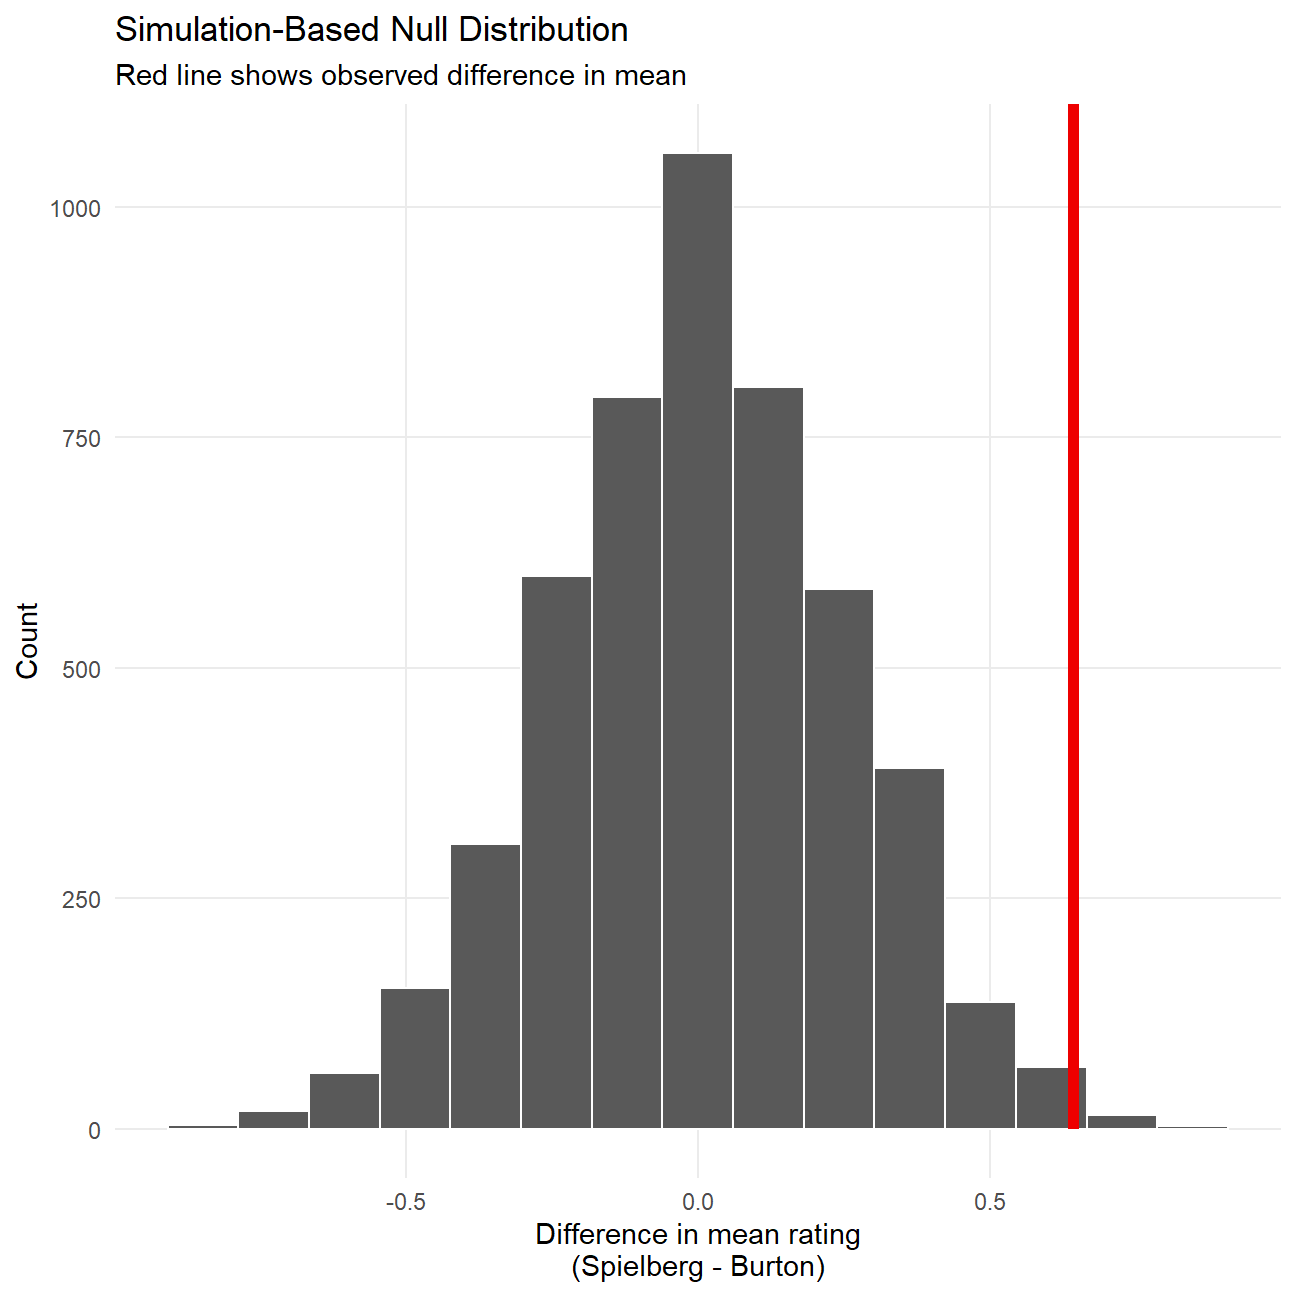 Simulation-Based Null Distribution
Red line shows observed difference in mean
1000
750
500
250
0
Count
-0.5
0.0
0.5
Difference in mean rating
(Spielberg - Burton)